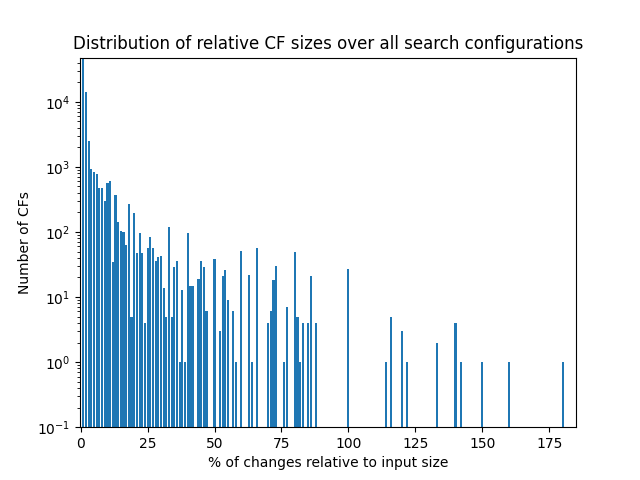 Distribution of relative CF sizes over all search configurations
Number of CFs
10⁴
10³
10²
10¹
10⁰
10⁻¹
0 25 50 75 100 125 150 175
% of changes relative to input size